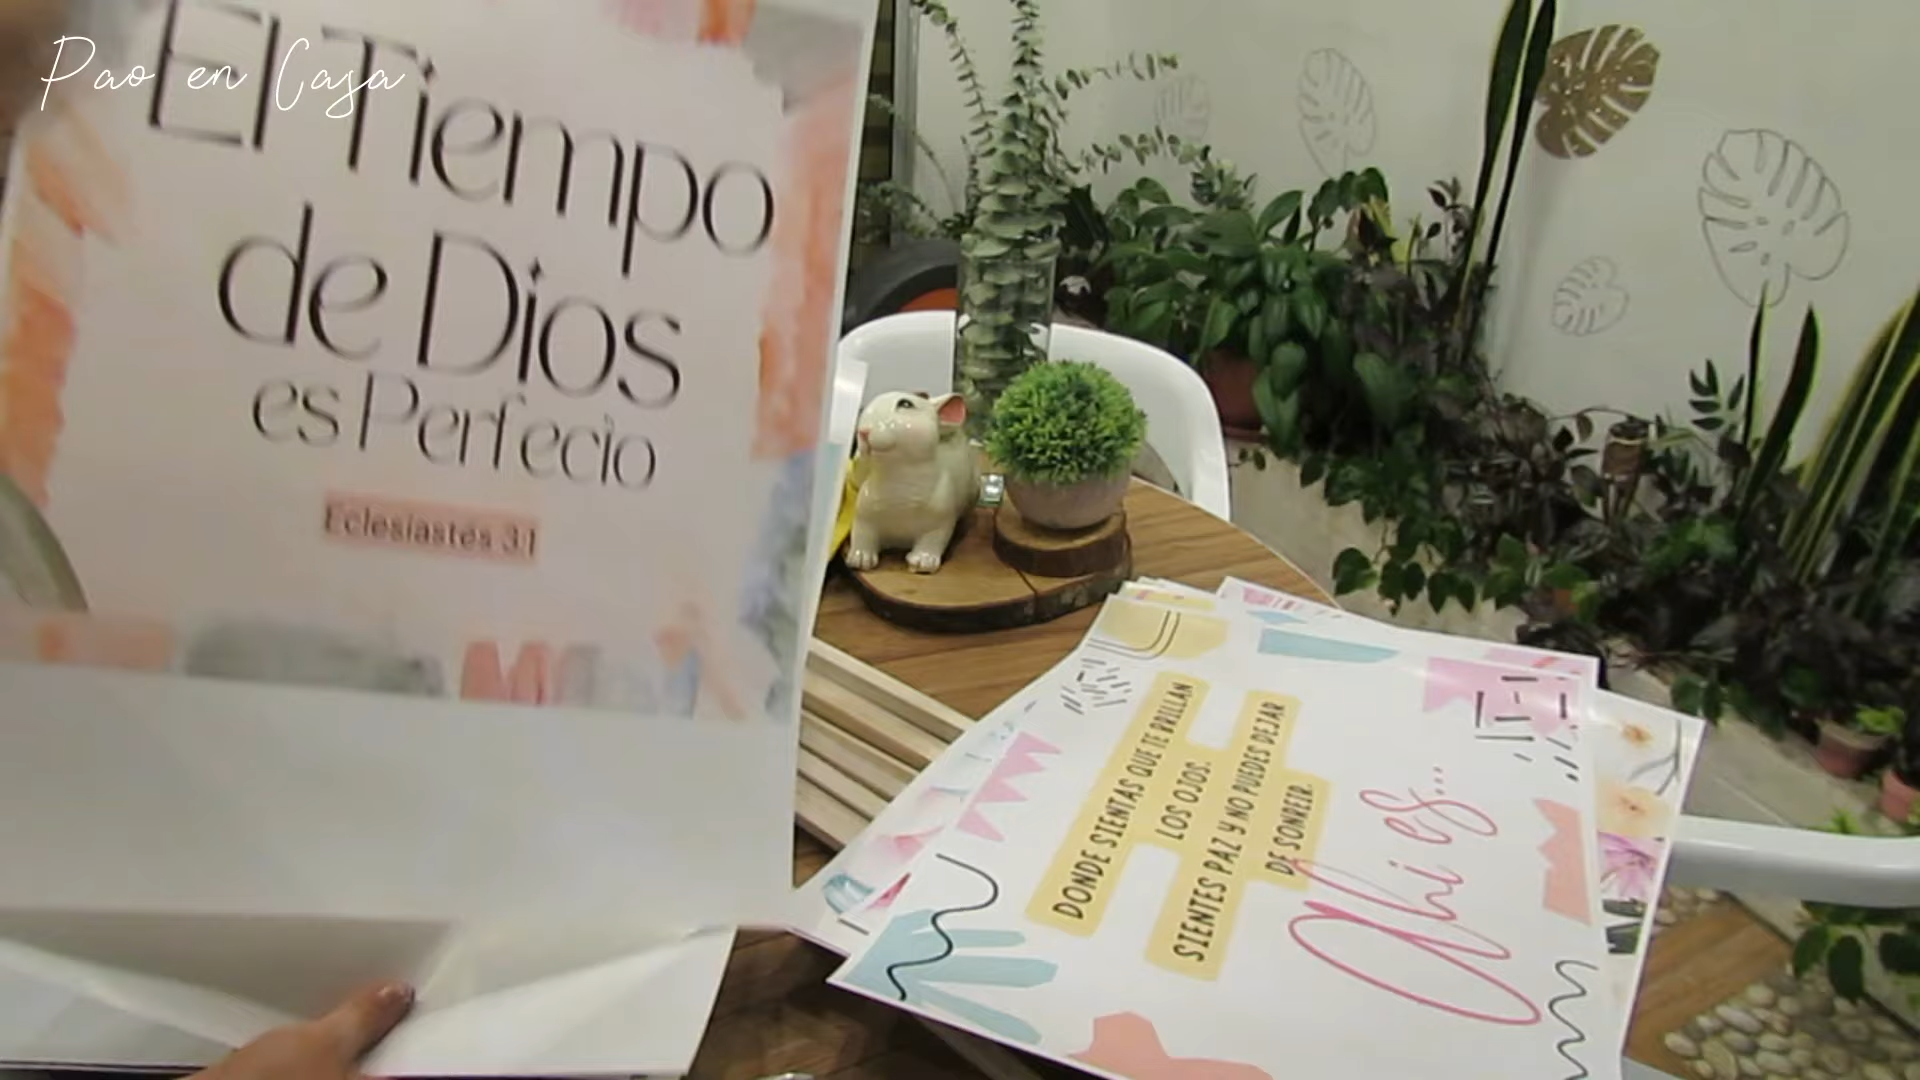 Pao en Casa
El Tiempo
de Dios
es Perfecto
Eclesiastés 3:1
DONDE SIENTAS QUE TE BRILLAN
LOS OJOS.
SIENTES PAZ Y NO PUEDES DEJAR
DE SONREIR.
Ahi es...